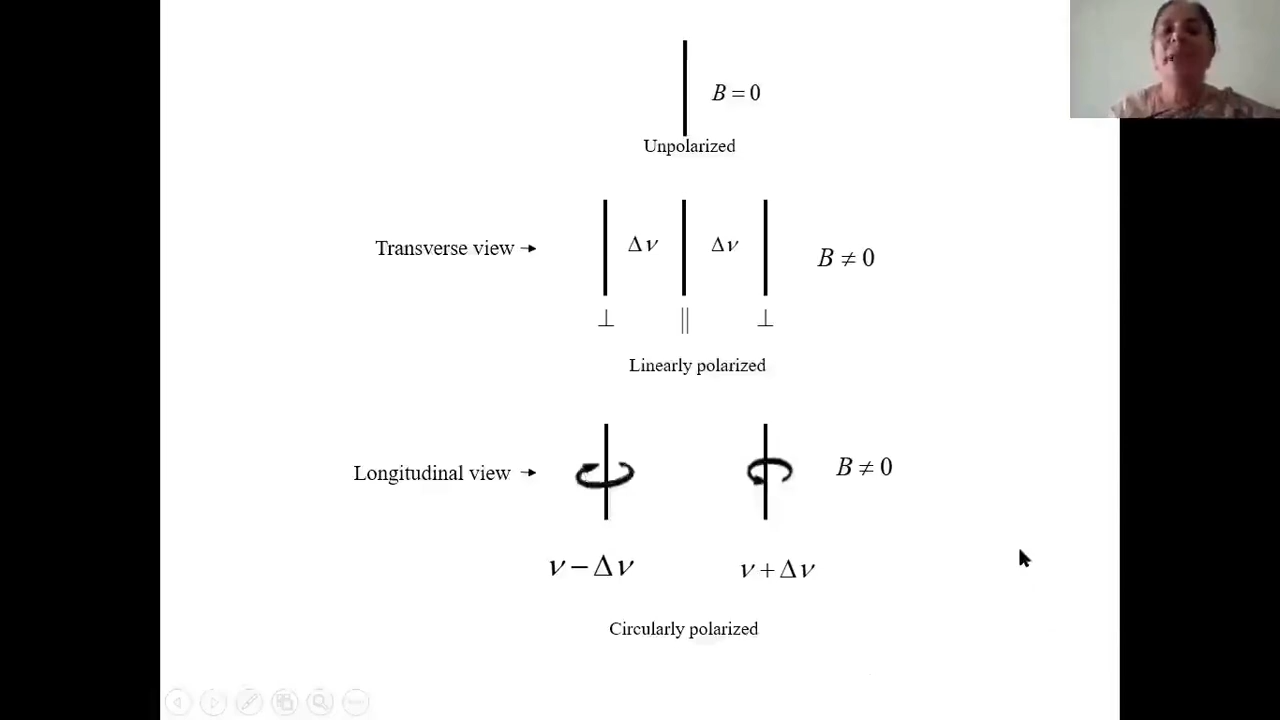 B = 0
Unpolarized
Transverse view →
Δν Δν
B ≠ 0
⊥ || ⊥
Linearly polarized
Longitudinal view →
B ≠ 0
ν − Δν ν + Δν
Circularly polarized